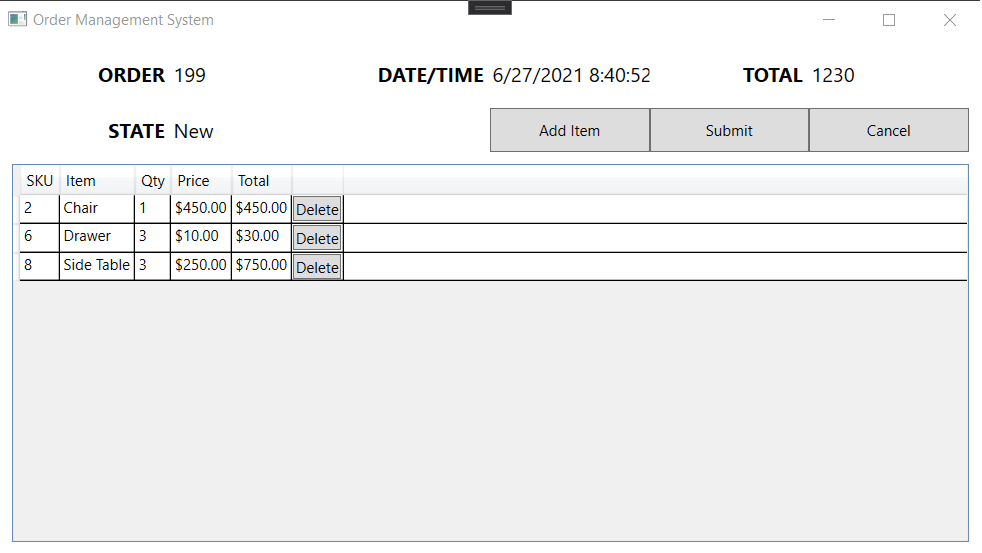 Order Management System
ORDER 199 DATE/TIME 6/27/2021 8:40:52 TOTAL 1230
STATE New Add Item Submit Cancel
SKU Item Qty Price Total
2 Chair 1 $450.00 $450.00 Delete
6 Drawer 3 $10.00 $30.00 Delete
8 Side Table 3 $250.00 $750.00 Delete